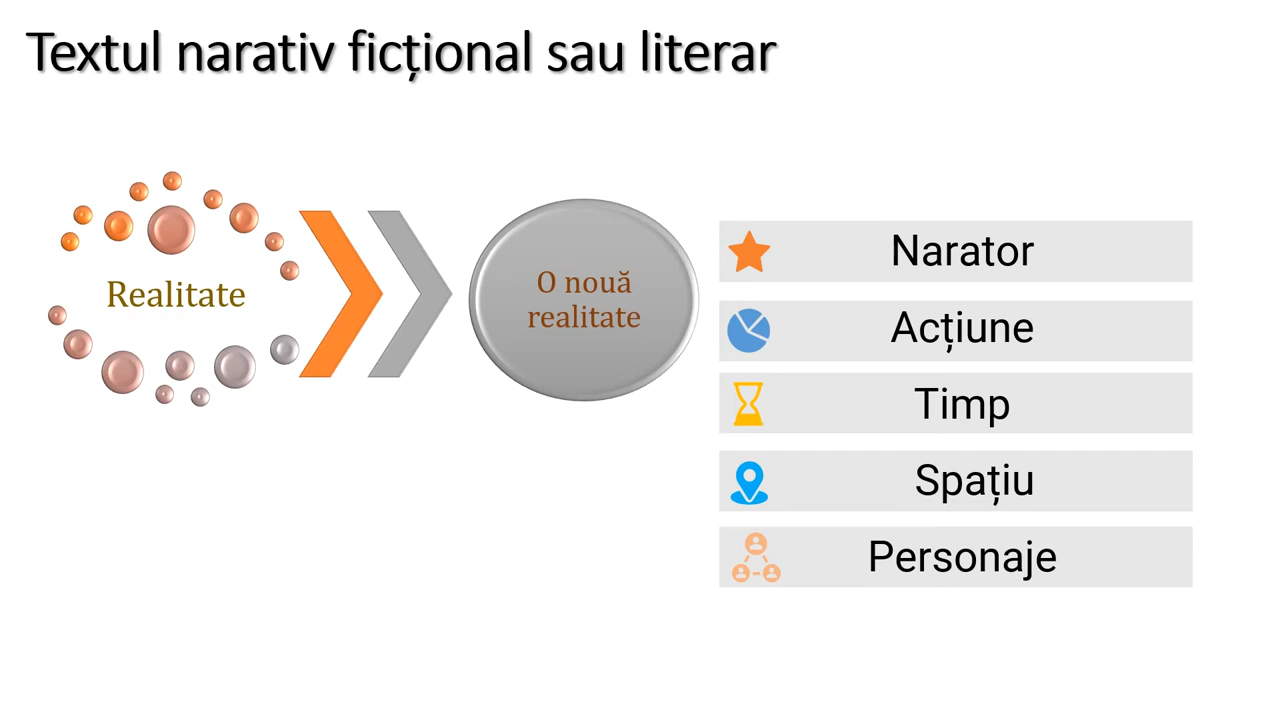 Textul narativ ficțional sau literar
Realitate
O nouă
realitate
Narator
Acțiune
Timp
Spațiu
Personaje